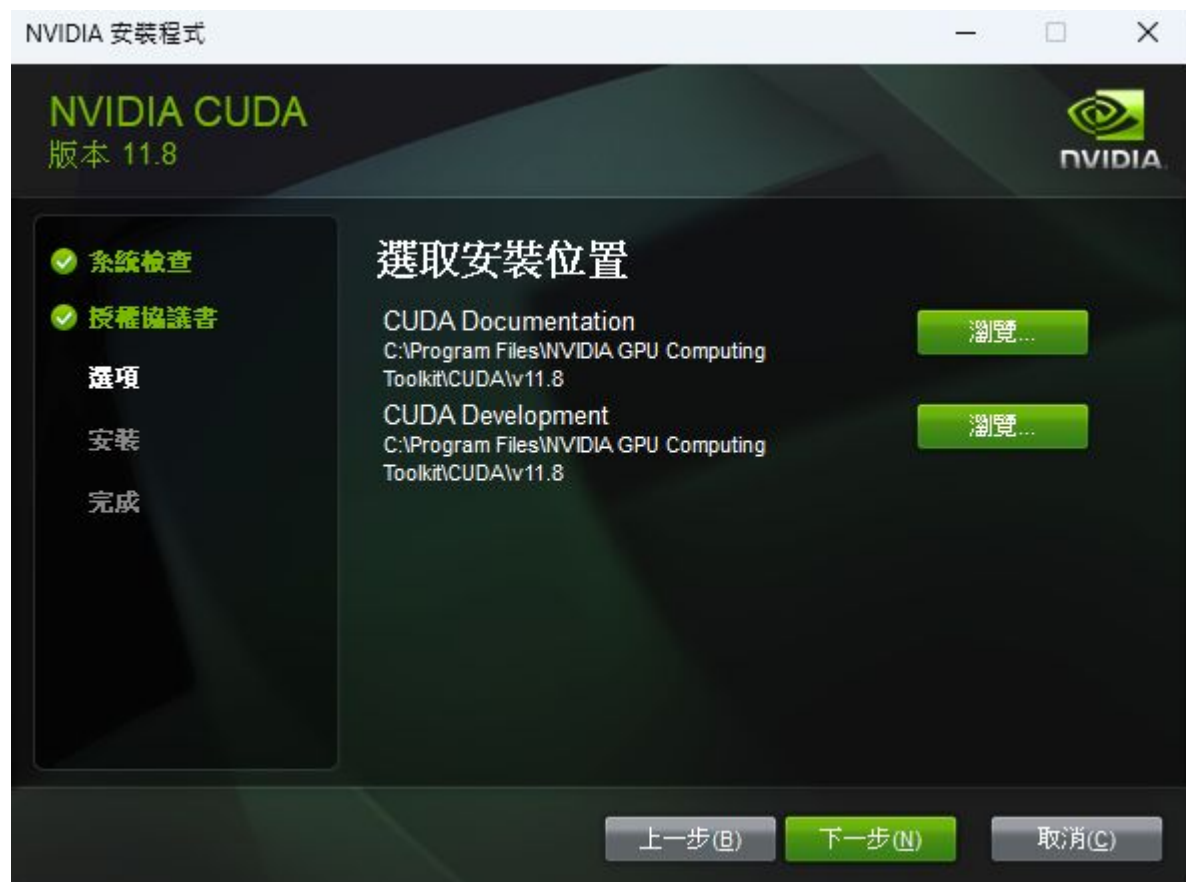 NVIDIA 安裝程式
NVIDIA CUDA
版本 11.8
NVIDIA.
系統檢查
授權協議書
選項
安裝
完成
選取安裝位置
CUDA Documentation
C:\Program Files\NVIDIA GPU Computing
Toolkit\CUDA\v11.8
瀏覽...
CUDA Development
C:\Program Files\NVIDIA GPU Computing
Toolkit\CUDA\v11.8
瀏覽...
上一步(B)
下一步(N)
取消(C)